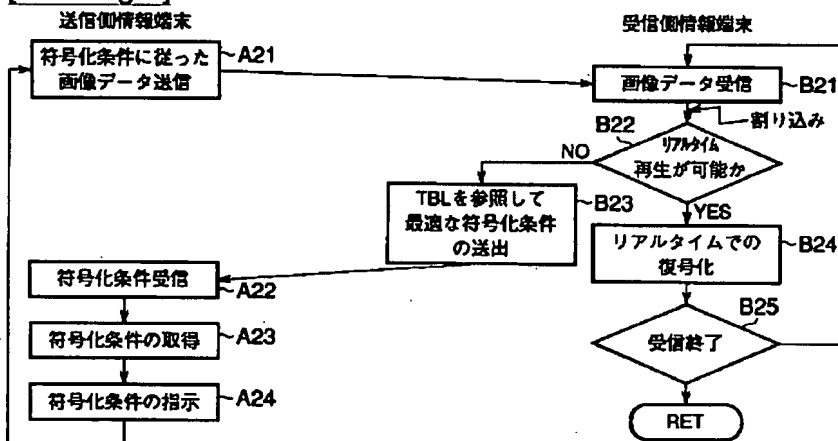 送信側情報端末
符号化条件に従った
画像データ送信
A21
符号化条件受信
A22
符号化条件の取得
A23
符号化条件の指示
A24
受信側情報端末
画像データ受信
B21
割り込み
B22
リアルタイム
再生が可能か
NO
YES
TBLを参照して
最適な符号化条件
の送出
B23
リアルタイムでの
復号化
B24
受信終了
B25
RET